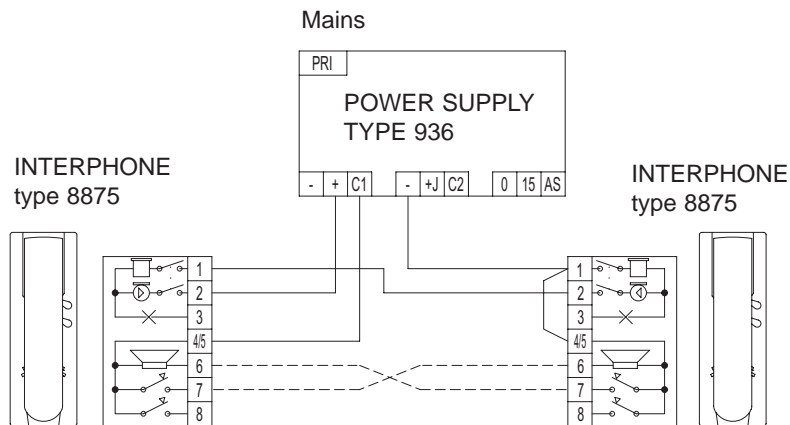 Mains
PRI
POWER SUPPLY
TYPE 936
- + C1 - +J C2 0 15 AS
INTERPHONE
type 8875
INTERPHONE
type 8875
1
2
3
4/5
6
7
8
1
2
3
4/5
6
7
8